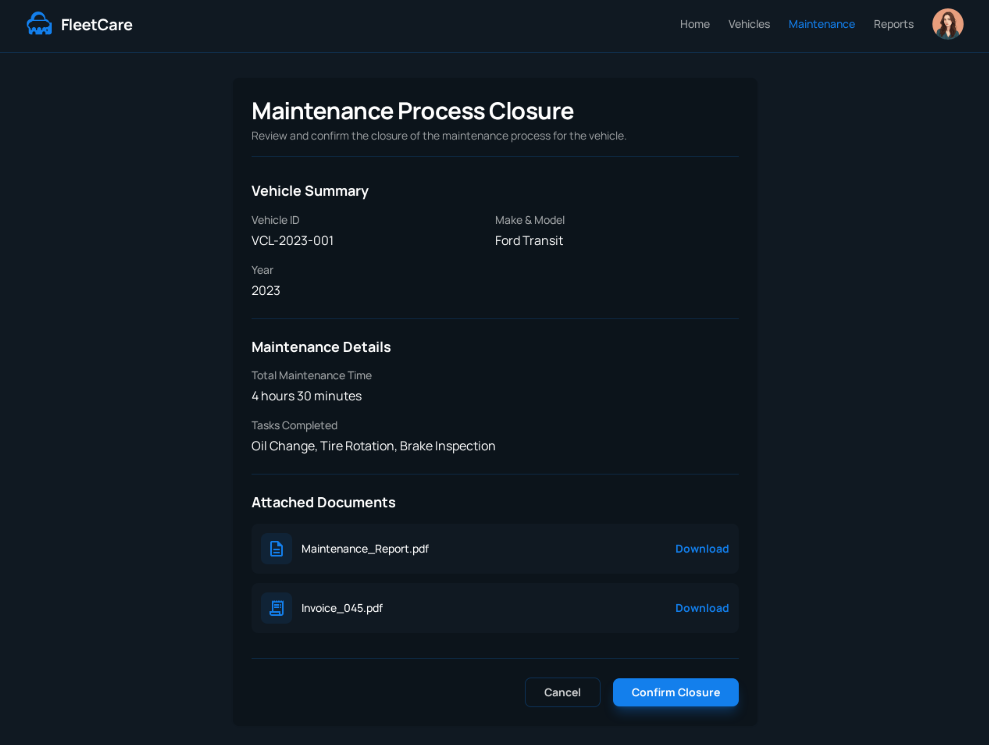 FleetCare
Home
Vehicles
Maintenance
Reports
Maintenance Process Closure
Review and confirm the closure of the maintenance process for the vehicle.
Vehicle Summary
Vehicle ID
VCL-2023-001
Make & Model
Ford Transit
Year
2023
Maintenance Details
Total Maintenance Time
4 hours 30 minutes
Tasks Completed
Oil Change, Tire Rotation, Brake Inspection
Attached Documents
Maintenance_Report.pdf
Download
Invoice_045.pdf
Download
Cancel
Confirm Closure